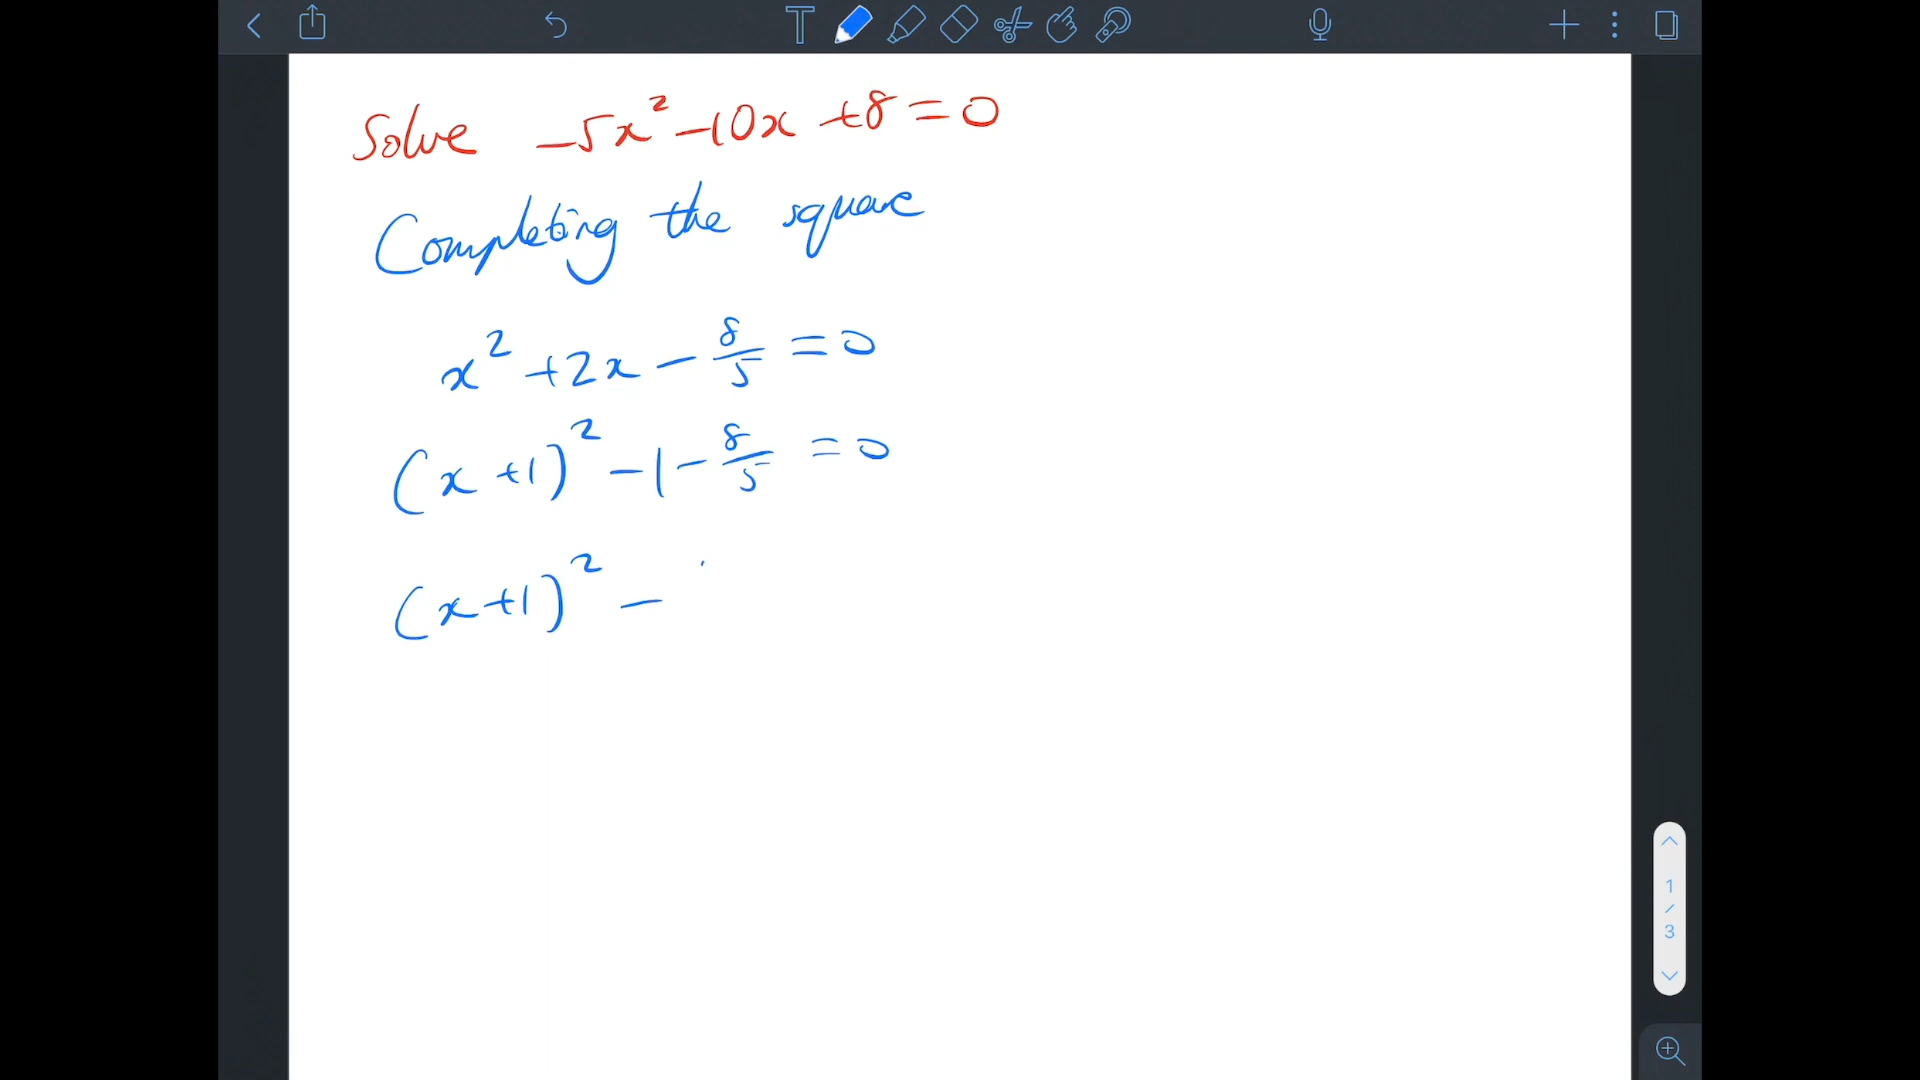 Solve -5x² -10x +8 = 0
Completing the square
x² +2x - 8/5 = 0
(x+1)² -1 - 8/5 = 0
(x+1)² -
1
/
3